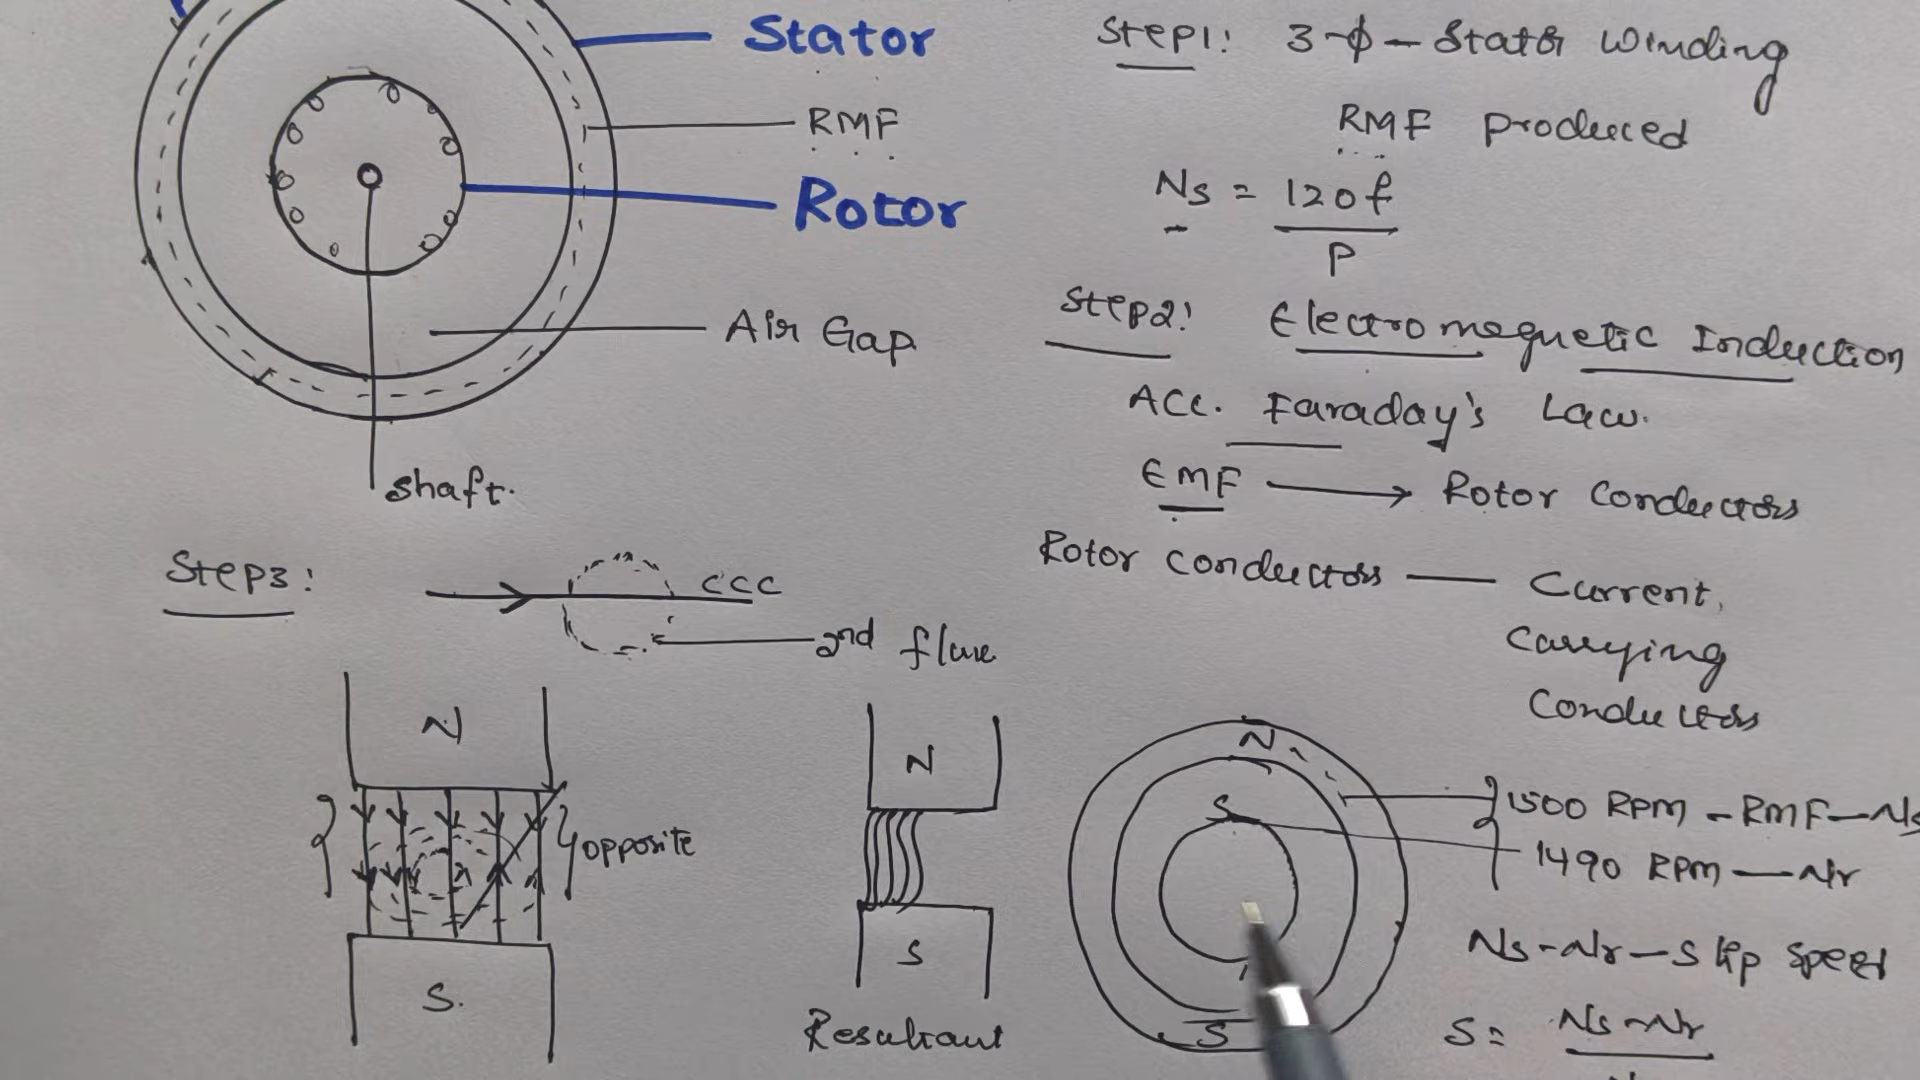 Stator
RMF
Rotor
Air Gap
shaft.
Step1: 3-ϕ - Stator Winding
RMF produced
Ns = 120f
P
Step2: Electromagnetic Induction
Acc. Faraday's Law.
EMF → Rotor Conductors
Rotor conductors — Current
Carrying
Conductors
Step3: CCC
2nd flux
N
opposite
S.
N
S
Resultant
N
S
S
1500 RPM - RMF - Ns
1490 RPM — Nr
Ns - Nr - Slip Speed
S = Ns - Nr